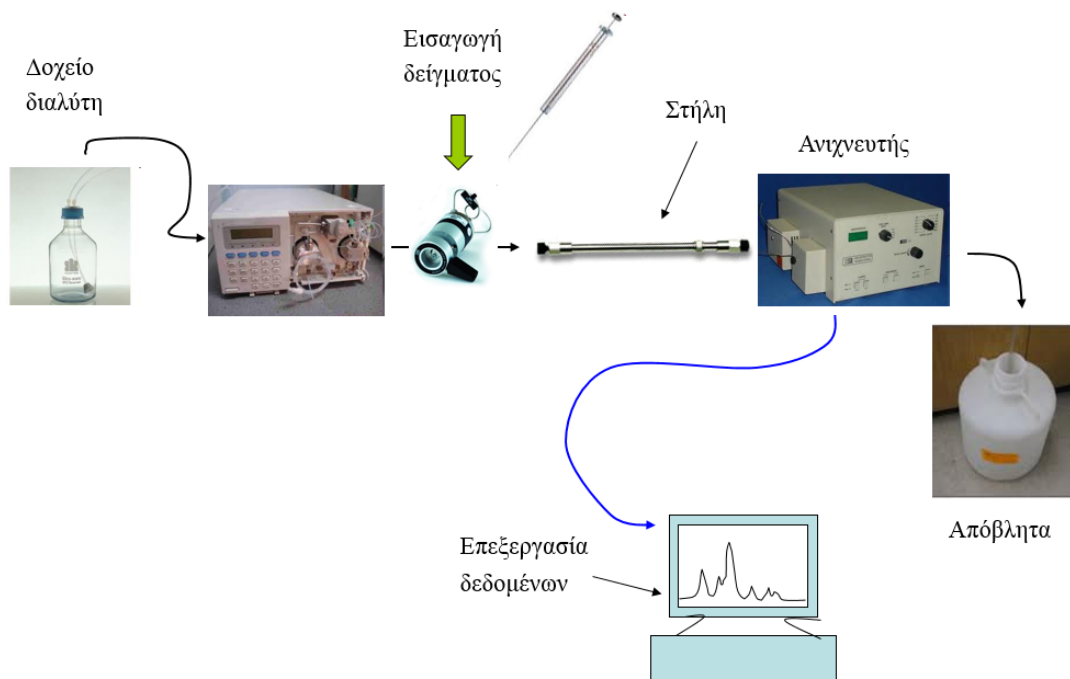 Δοχείο
διαλύτη
Εισαγωγή
δείγματος
Στήλη
Ανιχνευτής
Απόβλητα
Επεξεργασία
δεδομένων